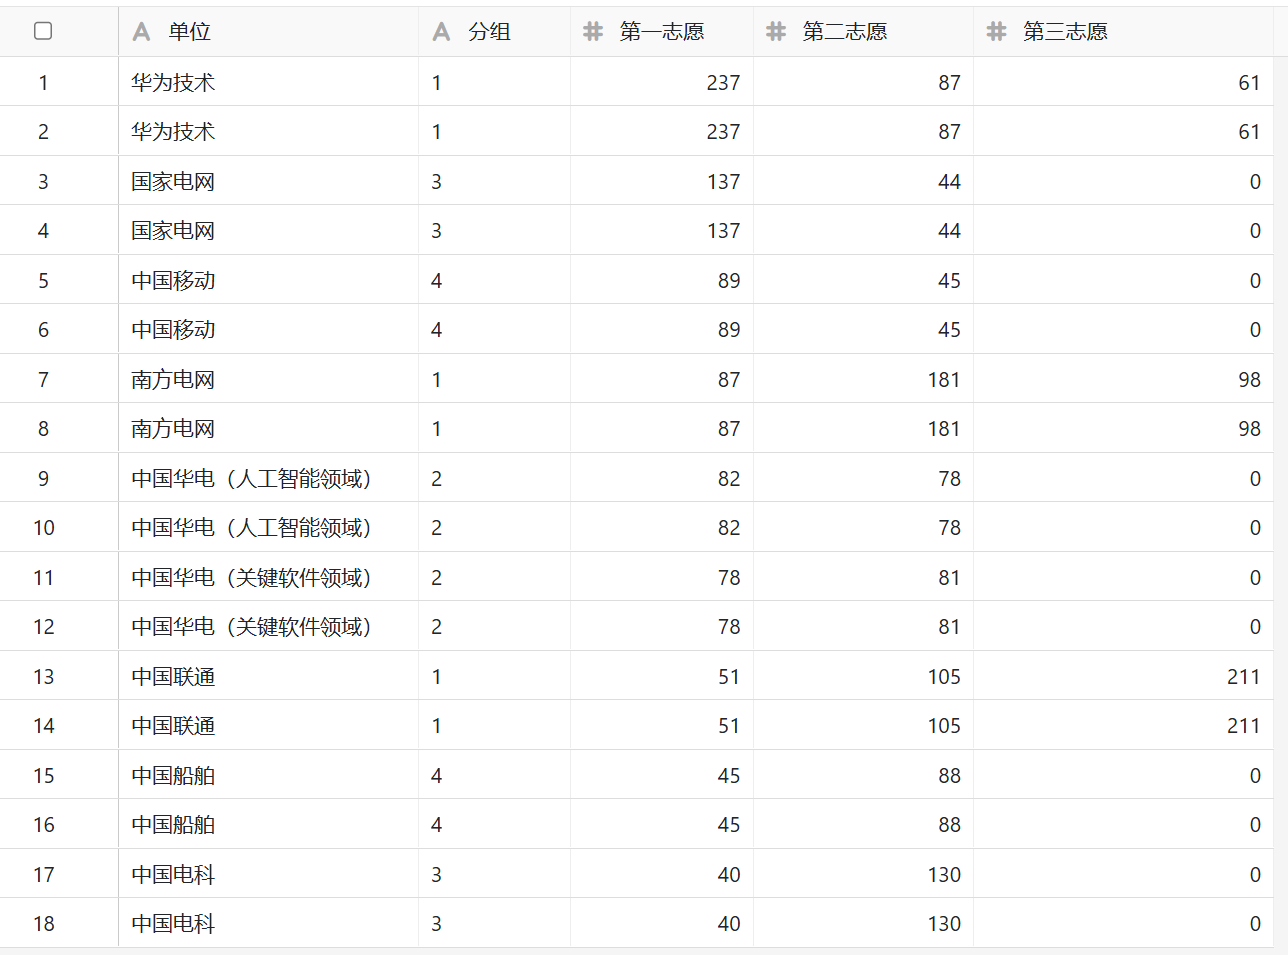 单位 分组 第一志愿 第二志愿 第三志愿
1 华为技术 1 237 87 61
2 华为技术 1 237 87 61
3 国家电网 3 137 44 0
4 国家电网 3 137 44 0
5 中国移动 4 89 45 0
6 中国移动 4 89 45 0
7 南方电网 1 87 181 98
8 南方电网 1 87 181 98
9 中国华电（人工智能领域） 2 82 78 0
10 中国华电（人工智能领域） 2 82 78 0
11 中国华电（关键软件领域） 2 78 81 0
12 中国华电（关键软件领域） 2 78 81 0
13 中国联通 1 51 105 211
14 中国联通 1 51 105 211
15 中国船舶 4 45 88 0
16 中国船舶 4 45 88 0
17 中国电科 3 40 130 0
18 中国电科 3 40 130 0